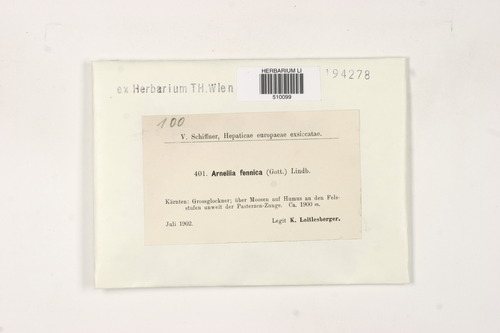 HERBARIUM LI
510099
194278
ex Herbarium TH.Wien
100
V. Schiffner, Hepaticae europaeae exsiccatae.
401. Arnellia fennica (Gott.) Lindb.
Kärnten: Grossglockner; über Moosen auf Humus an den Fels-
stufen unweit der Pasterzen-Zunge. Ca. 1900 m.
Juli 1902.
Legit K. Loitlesberger.